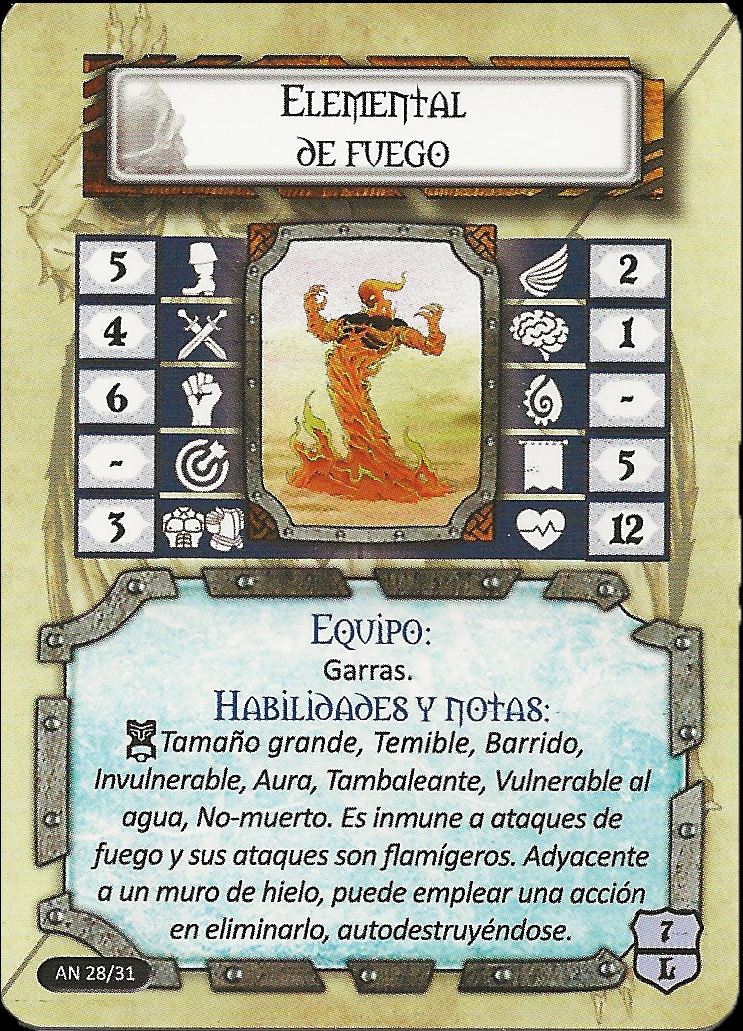 Elemental
de fuego
5
2
4
1
6
-
-
5
3
12
Equipo:
Garras.
Habilidades y notas:
Tamaño grande, Temible, Barrido,
Invulnerable, Aura, Tambaleante, Vulnerable al
agua, No-muerto. Es inmune a ataques de
fuego y sus ataques son flamígeros. Adyacente
a un muro de hielo, puede emplear una acción
en eliminarlo, autodestruyéndose.
7
L
AN 28/31